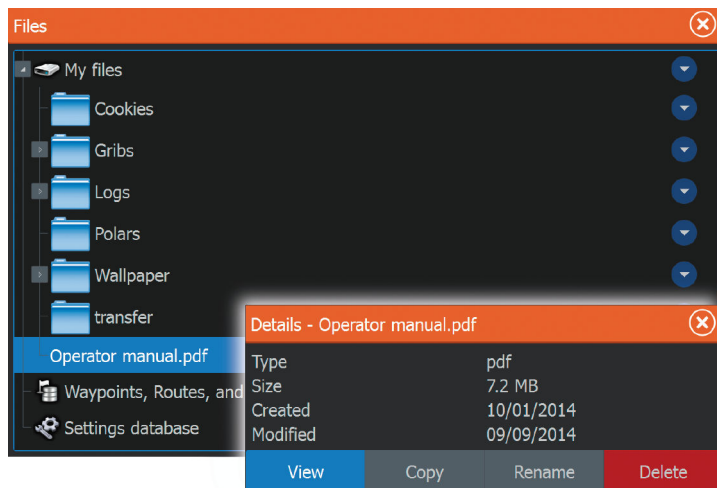 Files
My files
Cookies
Gribs
Logs
Polars
Wallpaper
transfer
Operator manual.pdf
Waypoints, Routes, and
Settings database
Details - Operator manual.pdf
Type pdf
Size 7.2 MB
Created 10/01/2014
Modified 09/09/2014
View Copy Rename Delete